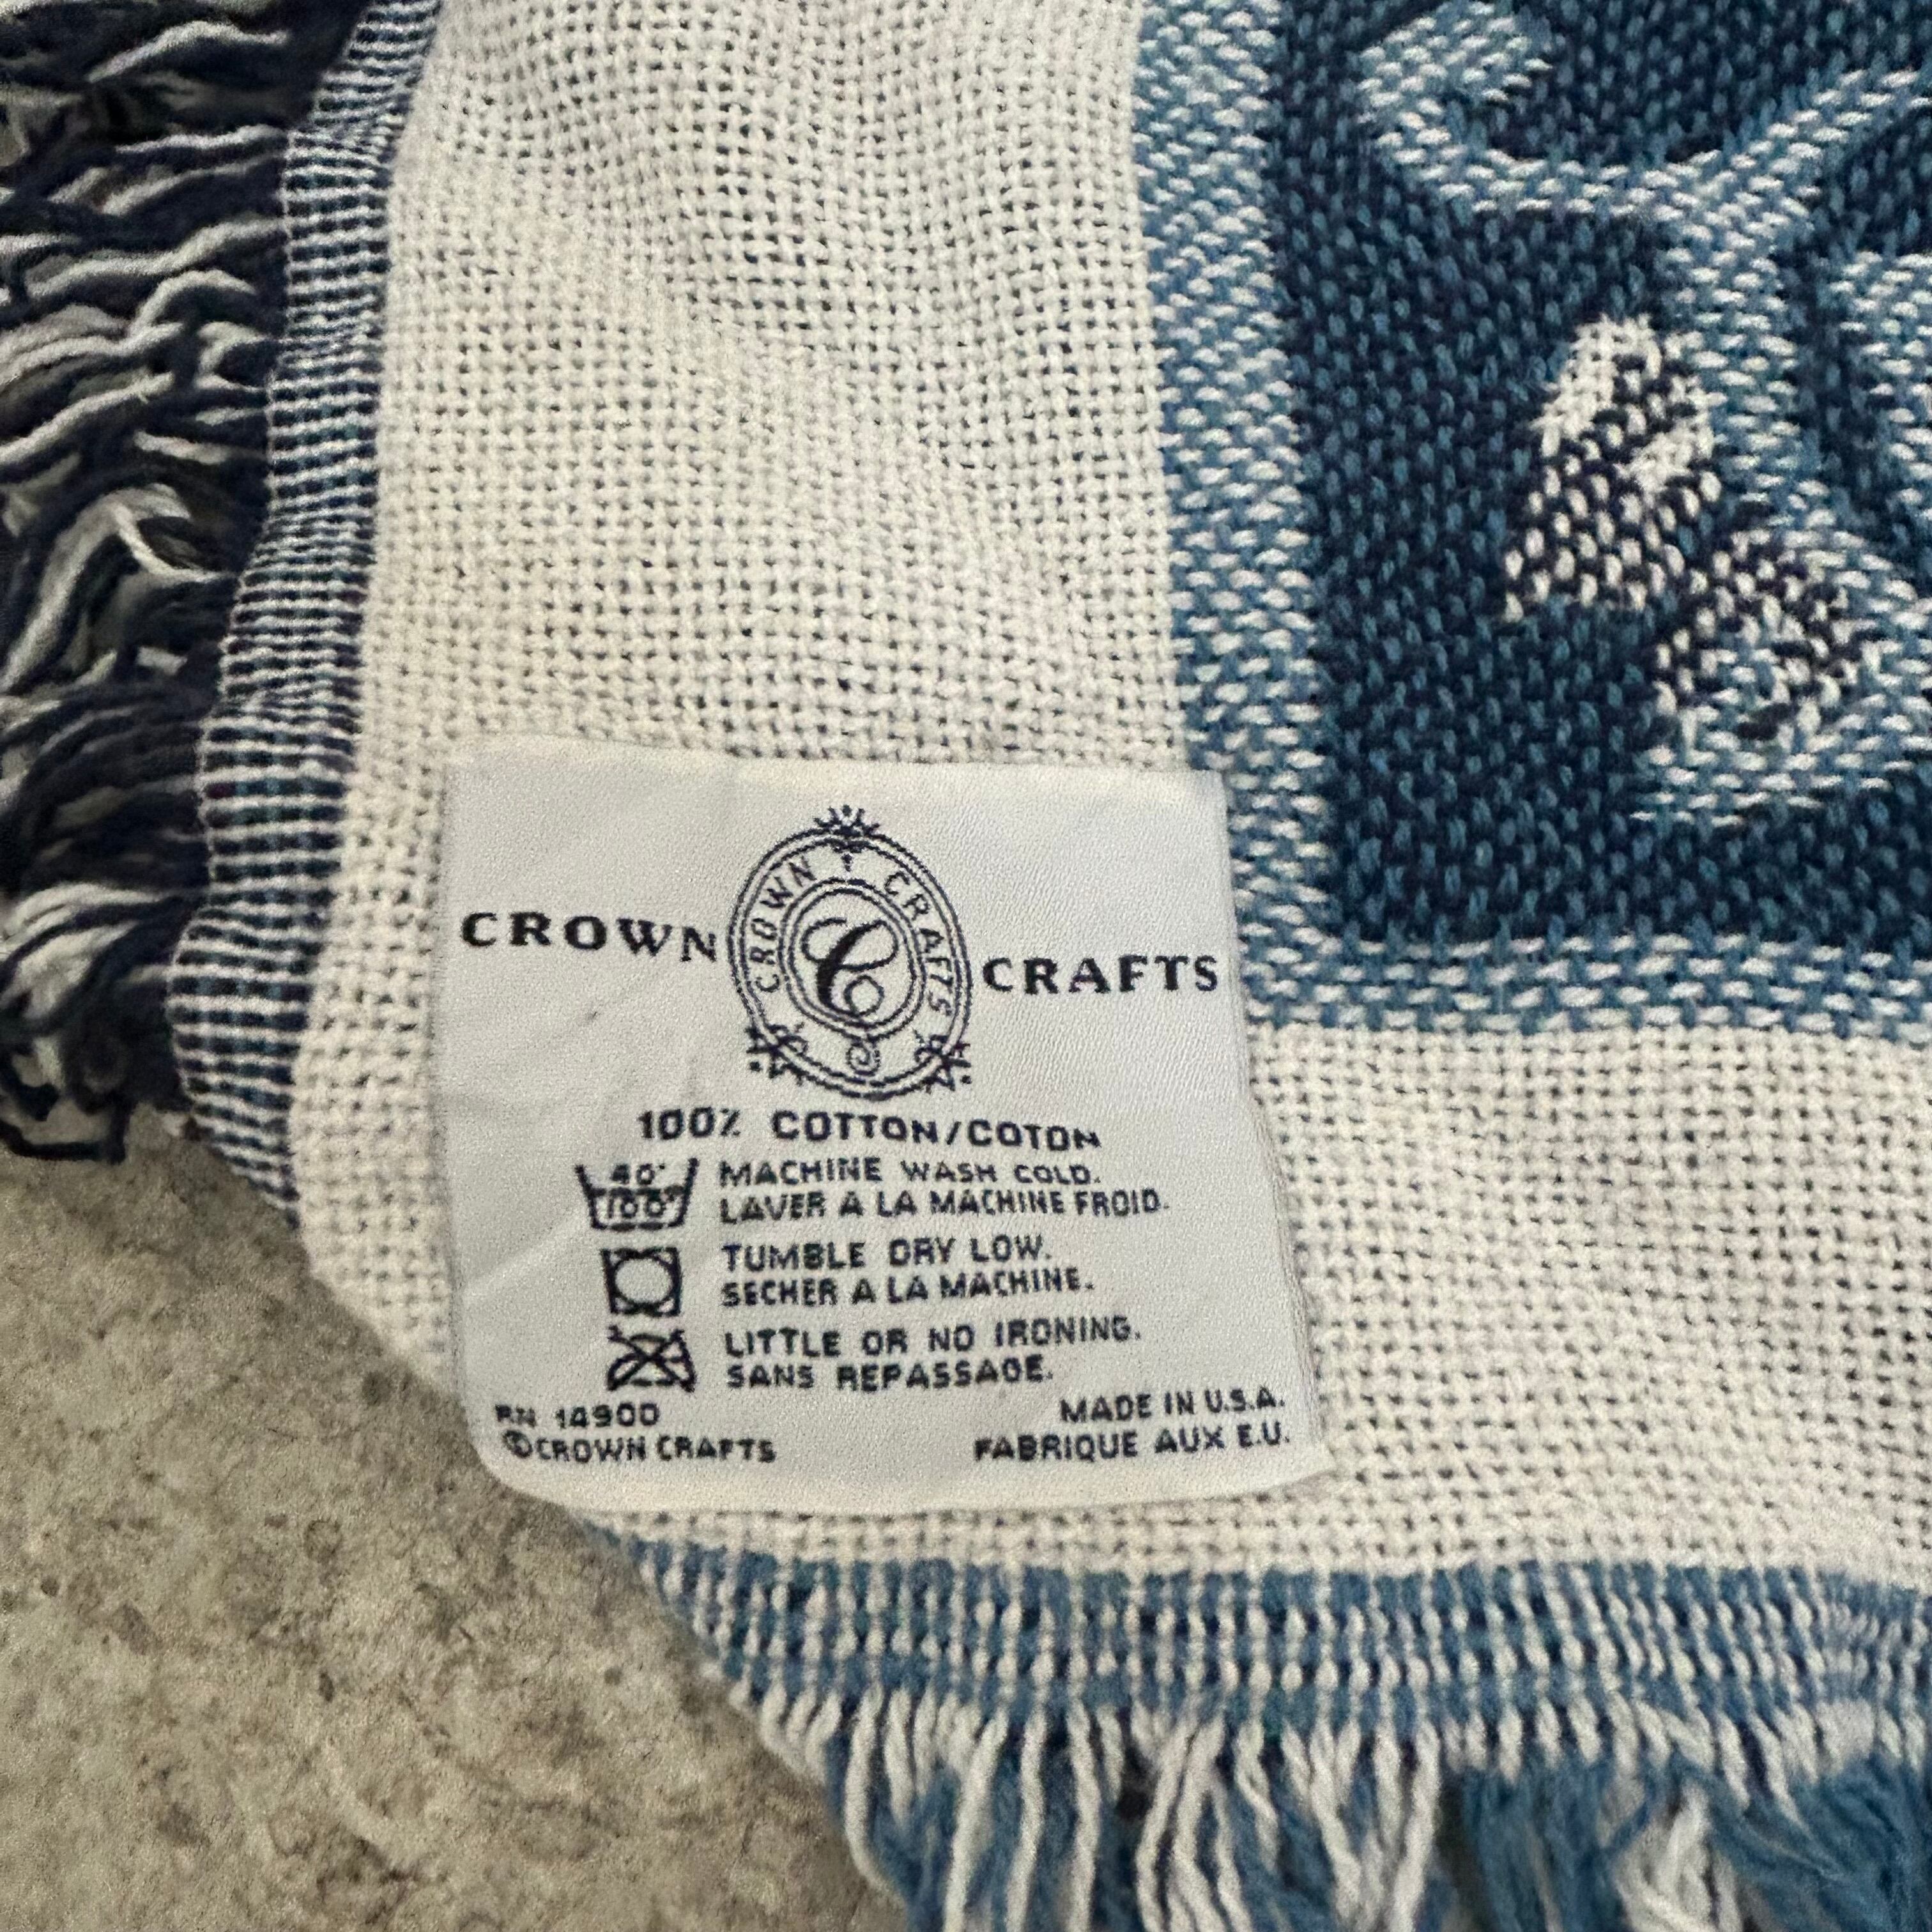 CROWN CRAFTS
CROWN CRAFTS
C
100% COTTON/COTON
40°
100°
MACHINE WASH COLD.
LAVER A LA MACHINE FROID.
TUMBLE DRY LOW.
SECHER A LA MACHINE.
LITTLE OR NO IRONING.
SANS REPASSAGE.
RN 14900
©CROWN CRAFTS
MADE IN U.S.A.
FABRIQUE AUX E.U.